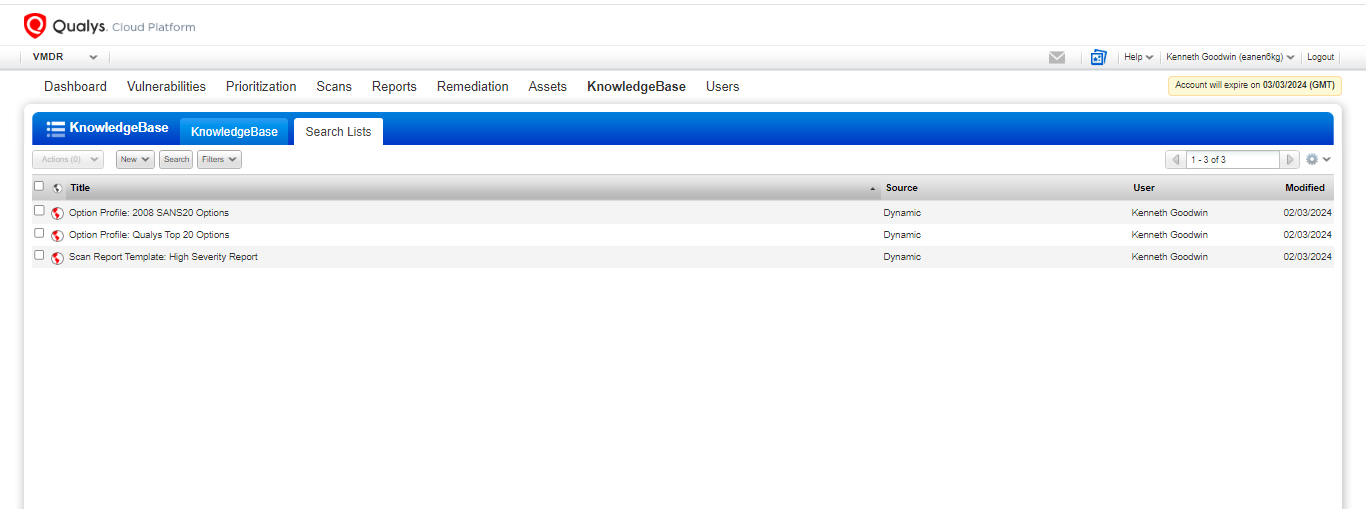 Qualys. Cloud Platform
VMDR
Help Kenneth Goodwin (eanen6kg) Logout
Dashboard Vulnerabilities Prioritization Scans Reports Remediation Assets KnowledgeBase Users
Account will expire on 03/03/2024 (GMT)
KnowledgeBase KnowledgeBase Search Lists
Actions (0) New Search Filters 1 - 3 of 3
Title Source User Modified
Option Profile: 2008 SANS20 Options Dynamic Kenneth Goodwin 02/03/2024
Option Profile: Qualys Top 20 Options Dynamic Kenneth Goodwin 02/03/2024
Scan Report Template: High Severity Report Dynamic Kenneth Goodwin 02/03/2024